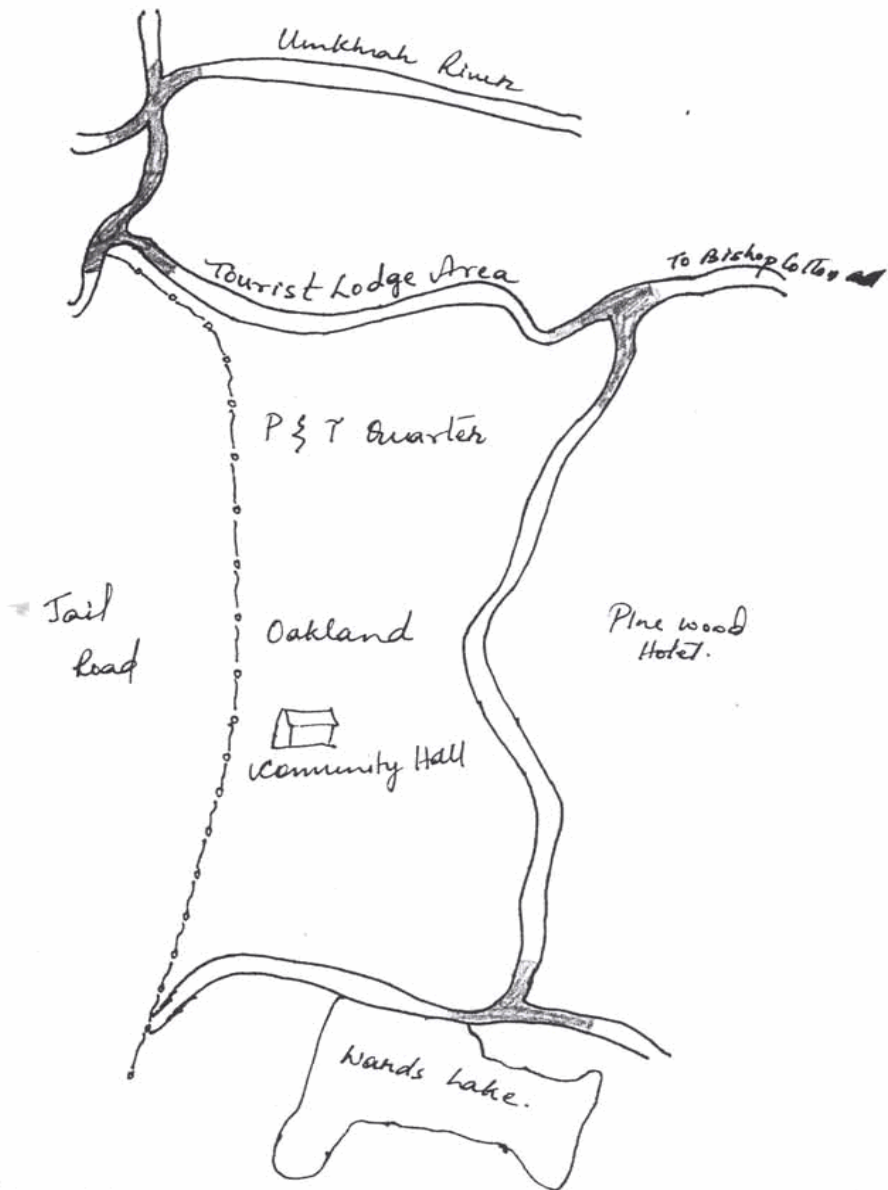 Umkhrah River
Tourist Lodge Area
To Bishop Cotton
P & T Quarter
Jail
Road
Oakland
Pine wood
Hotel.
Community Hall
Wards Lake.